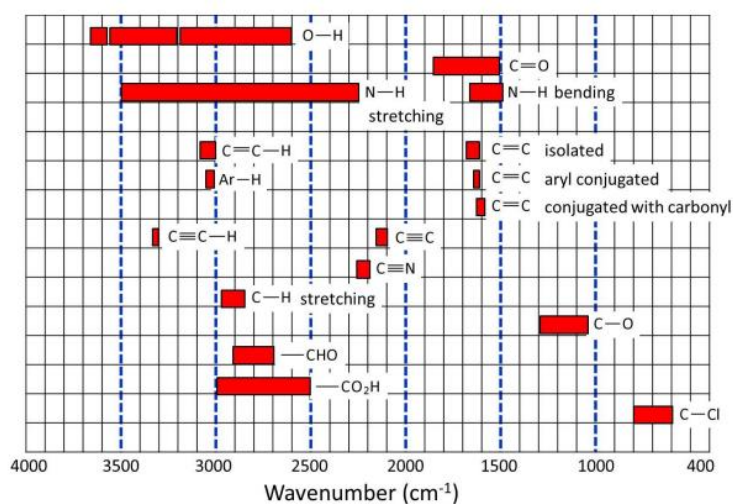 O—H
C=O
N—H
stretching
N—H bending
C=C—H
C=C isolated
Ar—H
C=C aryl conjugated
C=C conjugated with carbonyl
C≡C—H
C≡C
C≡N
C—H stretching
C—O
—CHO
—CO₂H
C—Cl
4000 3500 3000 2500 2000 1500 1000 400
Wavenumber (cm⁻¹)